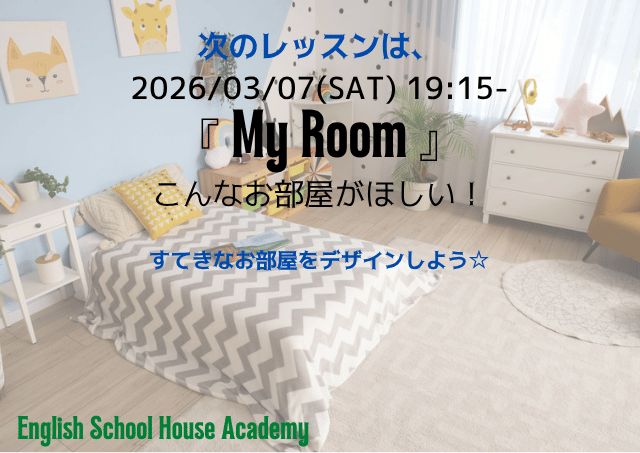 次のレッスンは、
2026/03/07(SAT) 19:15-
『 My Room 』
こんなお部屋がほしい！
すてきなお部屋をデザインしよう☆
English School House Academy